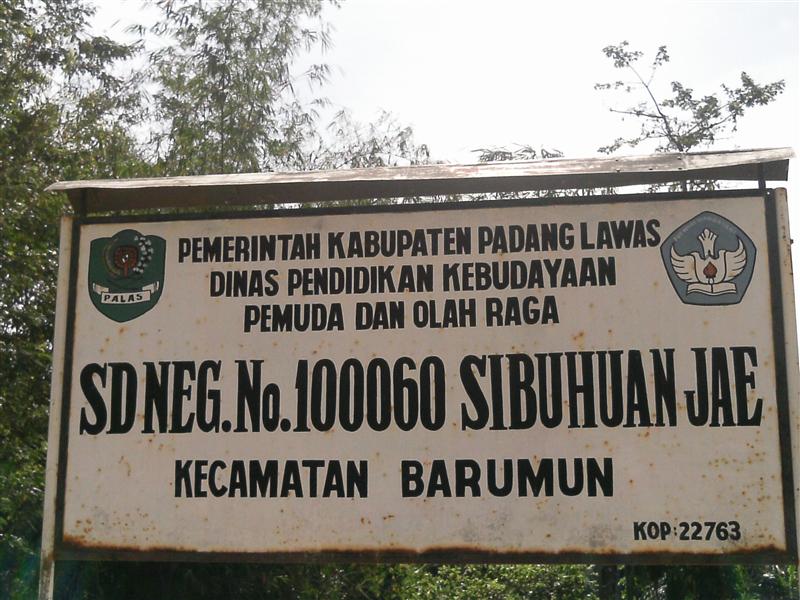 PEMERINTAH KABUPATEN PADANG LAWAS
DINAS PENDIDIKAN KEBUDAYAAN
PEMUDA DAN OLAH RAGA
PALAS
SD NEG.No.100060 SIBUHUAN JAE
KECAMATAN BARUMUN
KOP:22763